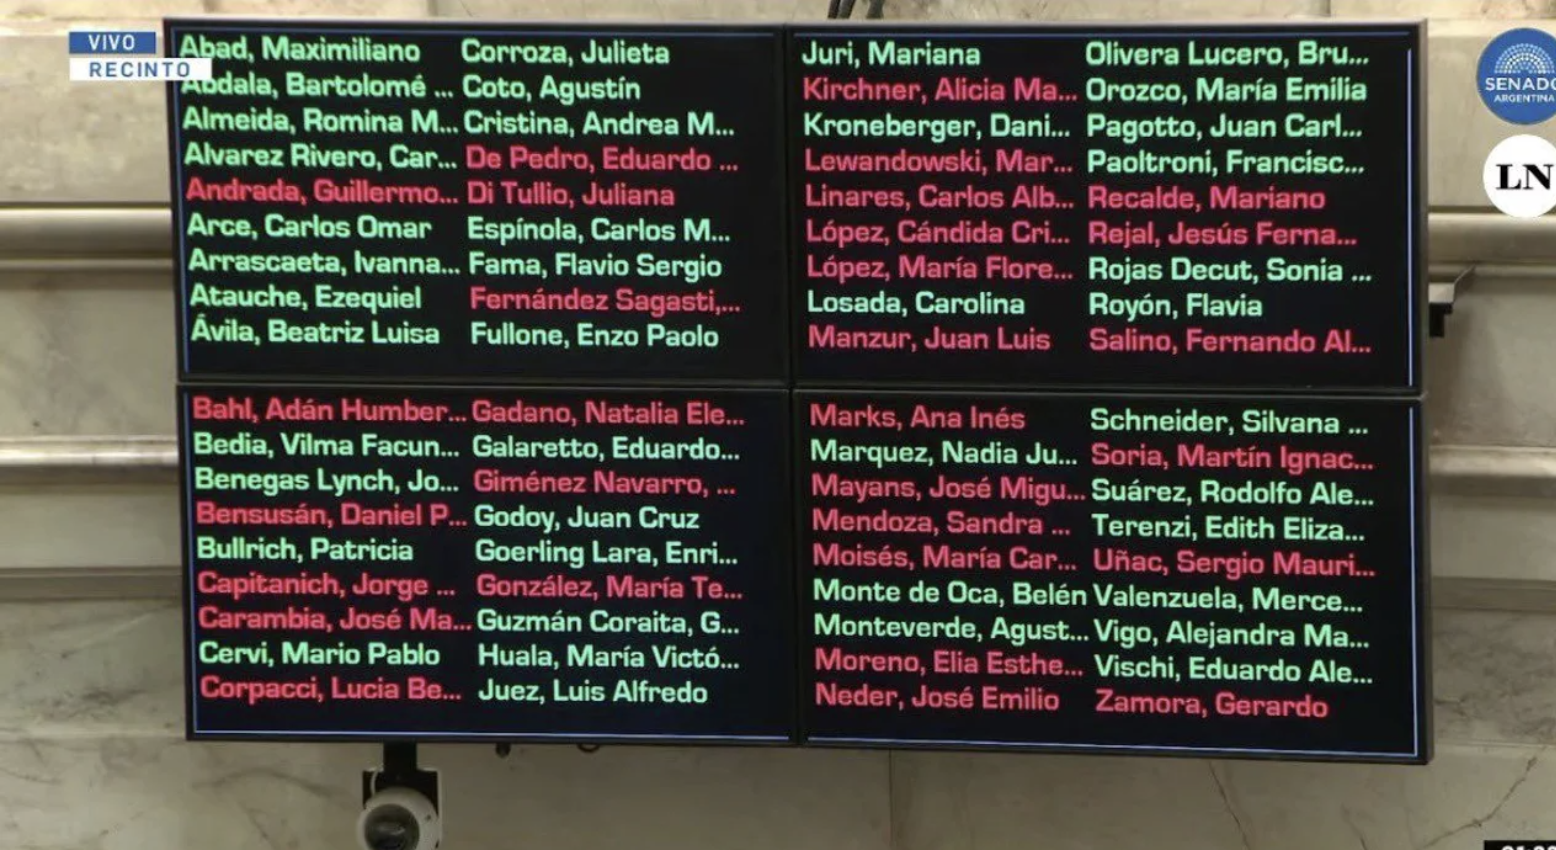 VIVO
RECINTO
Abad, Maximiliano
Abdala, Bartolomé ...
Almeida, Romina M...
Alvarez Rivero, Car...
Andrada, Guillermo...
Arce, Carlos Omar
Arrascaeta, Ivanna...
Atauche, Ezequiel
Ávila, Beatriz Luisa
Bahl, Adán Humber...
Bedia, Vilma Facun...
Benegas Lynch, Jo...
Bensusán, Daniel P...
Bullrich, Patricia
Capitanich, Jorge ...
Carambia, José Ma...
Cervi, Mario Pablo
Corpacci, Lucia Be...
Corroza, Julieta
Coto, Agustín
Cristina, Andrea M...
De Pedro, Eduardo ...
Di Tullio, Juliana
Espínola, Carlos M...
Fama, Flavio Sergio
Fernández Sagasti,...
Fullone, Enzo Paolo
Gadano, Natalia Ele...
Galaretto, Eduardo...
Giménez Navarro, ...
Godoy, Juan Cruz
Goerling Lara, Enri...
González, María Te...
Guzmán Coraita, G...
Huala, María Victó...
Juez, Luis Alfredo
Juri, Mariana
Kirchner, Alicia Ma...
Kroneberger, Dani...
Lewandowski, Mar...
Linares, Carlos Alb...
López, Cándida Cri...
López, María Flore...
Losada, Carolina
Manzur, Juan Luis
Marks, Ana Inés
Marquez, Nadia Ju...
Mayans, José Migu...
Mendoza, Sandra ...
Moisés, María Car...
Monte de Oca, Belén
Monteverde, Agust...
Moreno, Elia Esthe...
Neder, José Emilio
Olivera Lucero, Bru...
Orozco, María Emilia
Pagotto, Juan Carl...
Paoltroni, Francisc...
Recalde, Mariano
Rejal, Jesús Ferna...
Rojas Decut, Sonia ...
Royón, Flavia
Salino, Fernando Al...
Schneider, Silvana ...
Soria, Martín Ignac...
Suárez, Rodolfo Ale...
Terenzi, Edith Eliza...
Uñac, Sergio Mauri...
Valenzuela, Merce...
Vigo, Alejandra Ma...
Vischi, Eduardo Ale...
Zamora, Gerardo
SENADO
ARGENTINA
LN